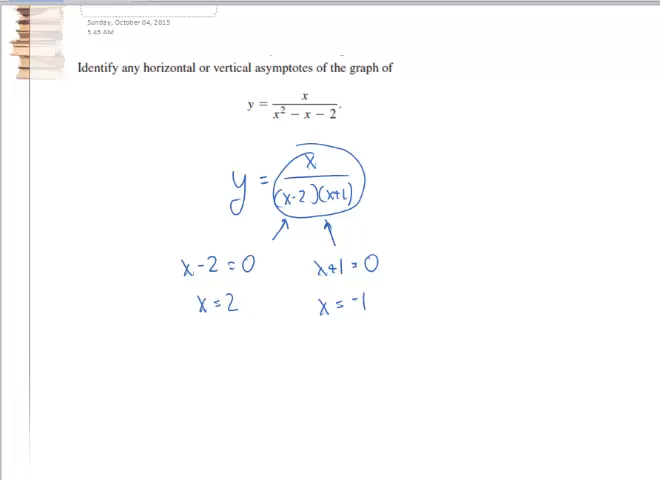 Sunday, October 04, 2015
5:45 AM
Identify any horizontal or vertical asymptotes of the graph of
y = x / (x² − x − 2).
y = x / ((x-2)(x+1))
x-2=0    x+1=0
x=2    x=-1